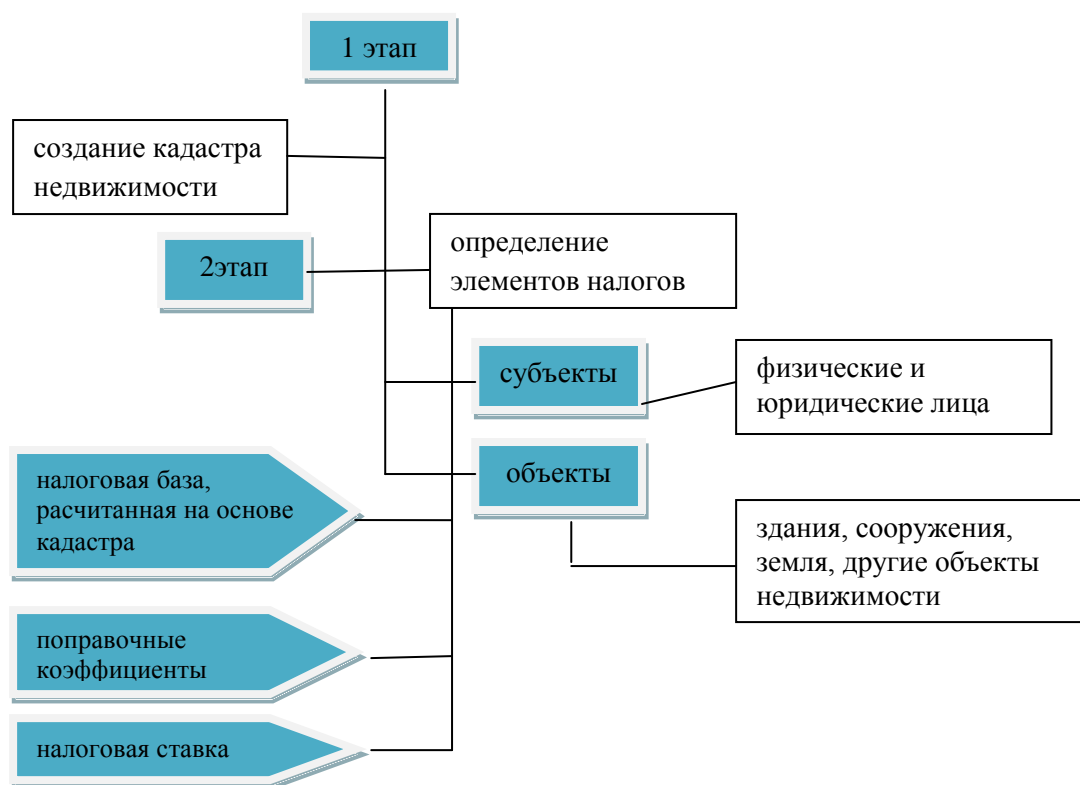 1 этап
создание кадастра
недвижимости
2этап
определение
элементов налогов
субъекты
физические и
юридические лица
объекты
налоговая база,
расчитанная на основе
кадастра
здания, сооружения,
земля, другие объекты
недвижимости
поправочные
коэффициенты
налоговая ставка